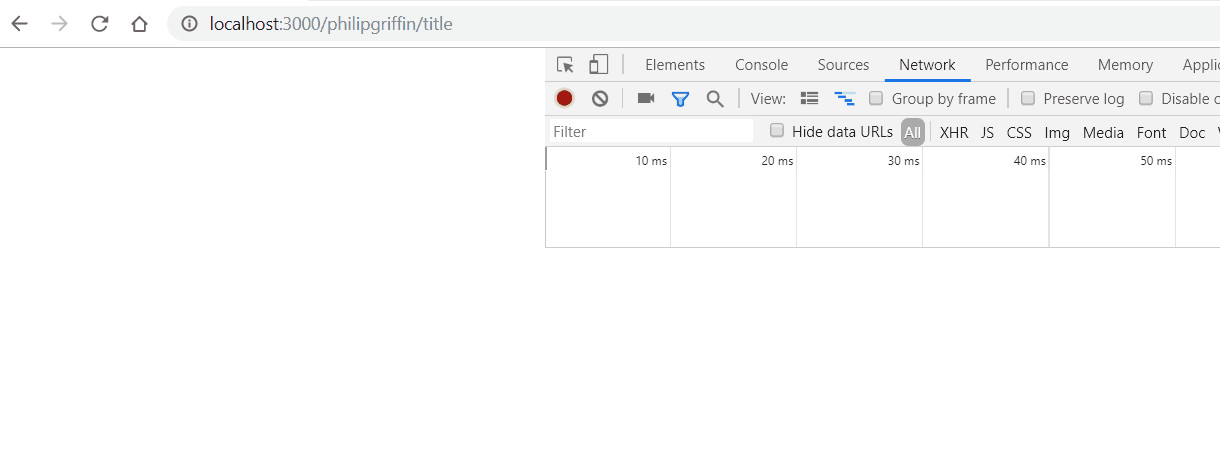 localhost:3000/philipgriffin/title
Elements Console Sources Network Performance Memory Applic
View: Group by frame Preserve log Disable c
Filter Hide data URLs All XHR JS CSS Img Media Font Doc
10 ms 20 ms 30 ms 40 ms 50 ms